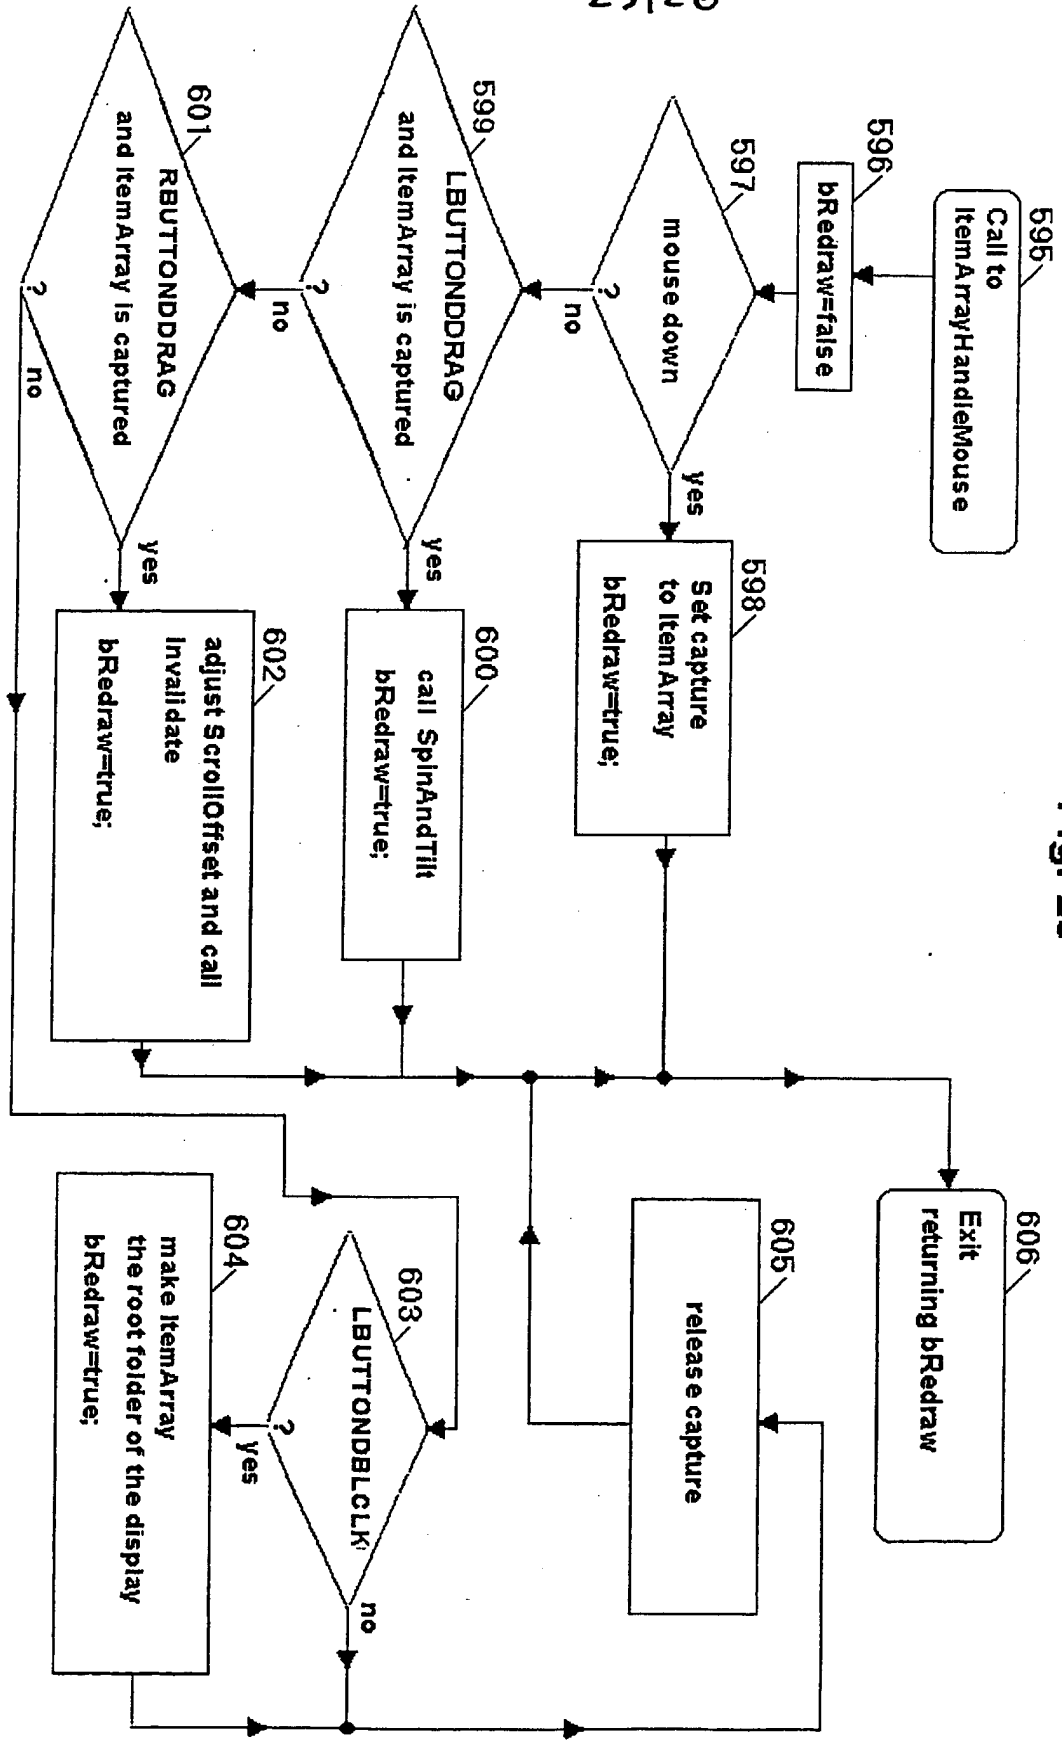 595
Call to
ItemArrayHandleMouse
596
bRedraw=false
597
mouse down
?
yes
no
598
Set capture
to ItemArray
bRedraw=true;
599
LBUTTONDDRAG
and ItemArray is captured
?
yes
no
600
call SpinAndTilt
bRedraw=true;
601
RBUTTONDDRAG
and ItemArray is captured
?
yes
no
602
adjust ScrollOffset and call
Invalidate
bRedraw=true;
606
Exit
returning bRedraw
605
release capture
603
LBUTTONDBLCLK
?
yes
no
604
make ItemArray
the root folder of the display
bRedraw=true;